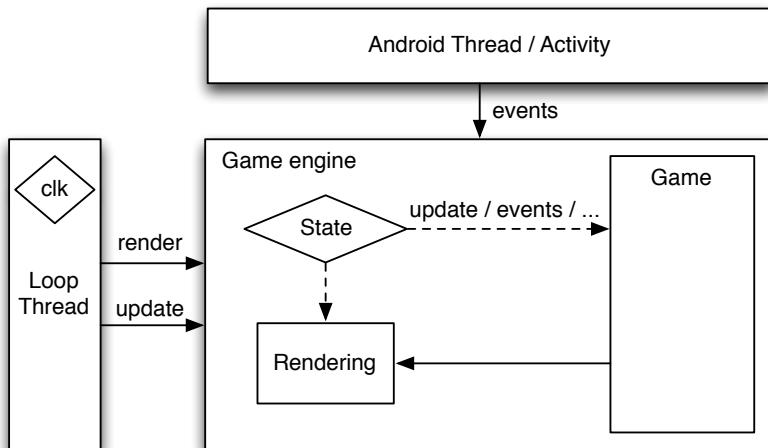 Android Thread / Activity
events
Game engine
Game
clk
State
update / events / ...
render
Loop
Thread
update
Rendering